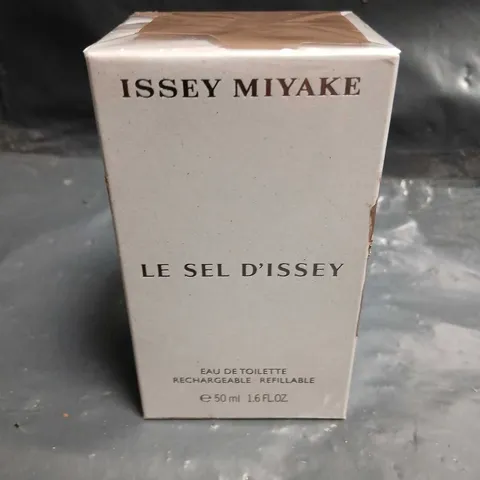 ISSEY MIYAKE
LE SEL D'ISSEY
EAU DE TOILETTE
RECHARGEABLE REFILLABLE
℮ 50 ml 1.6 FL.OZ.